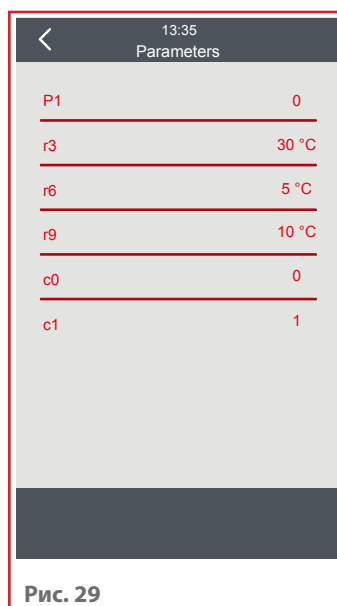 13:35
Parameters
P1 0
r3 30 °C
r6 5 °C
r9 10 °C
c0 0
c1 1
Рис. 29